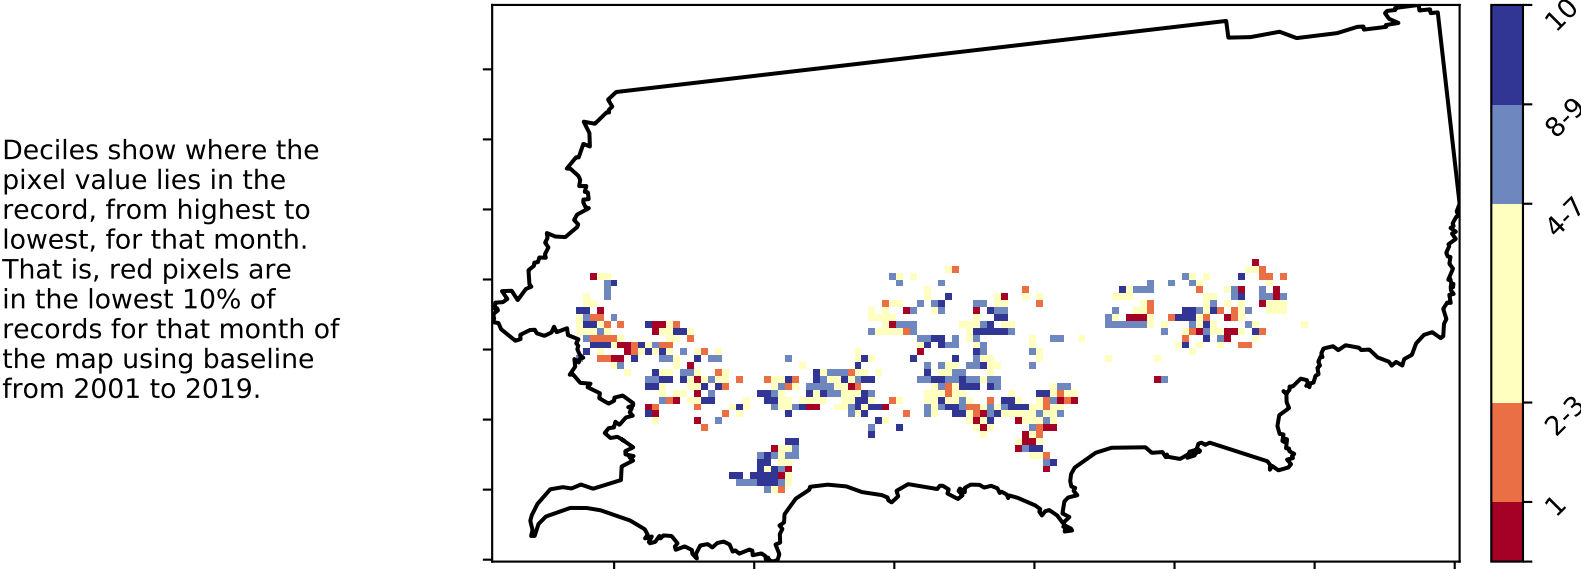 Deciles show where the
pixel value lies in the
record, from highest to
lowest, for that month.
That is, red pixels are
in the lowest 10% of
records for that month of
the map using baseline
from 2001 to 2019.
10
8-9
4-7
2-3
1